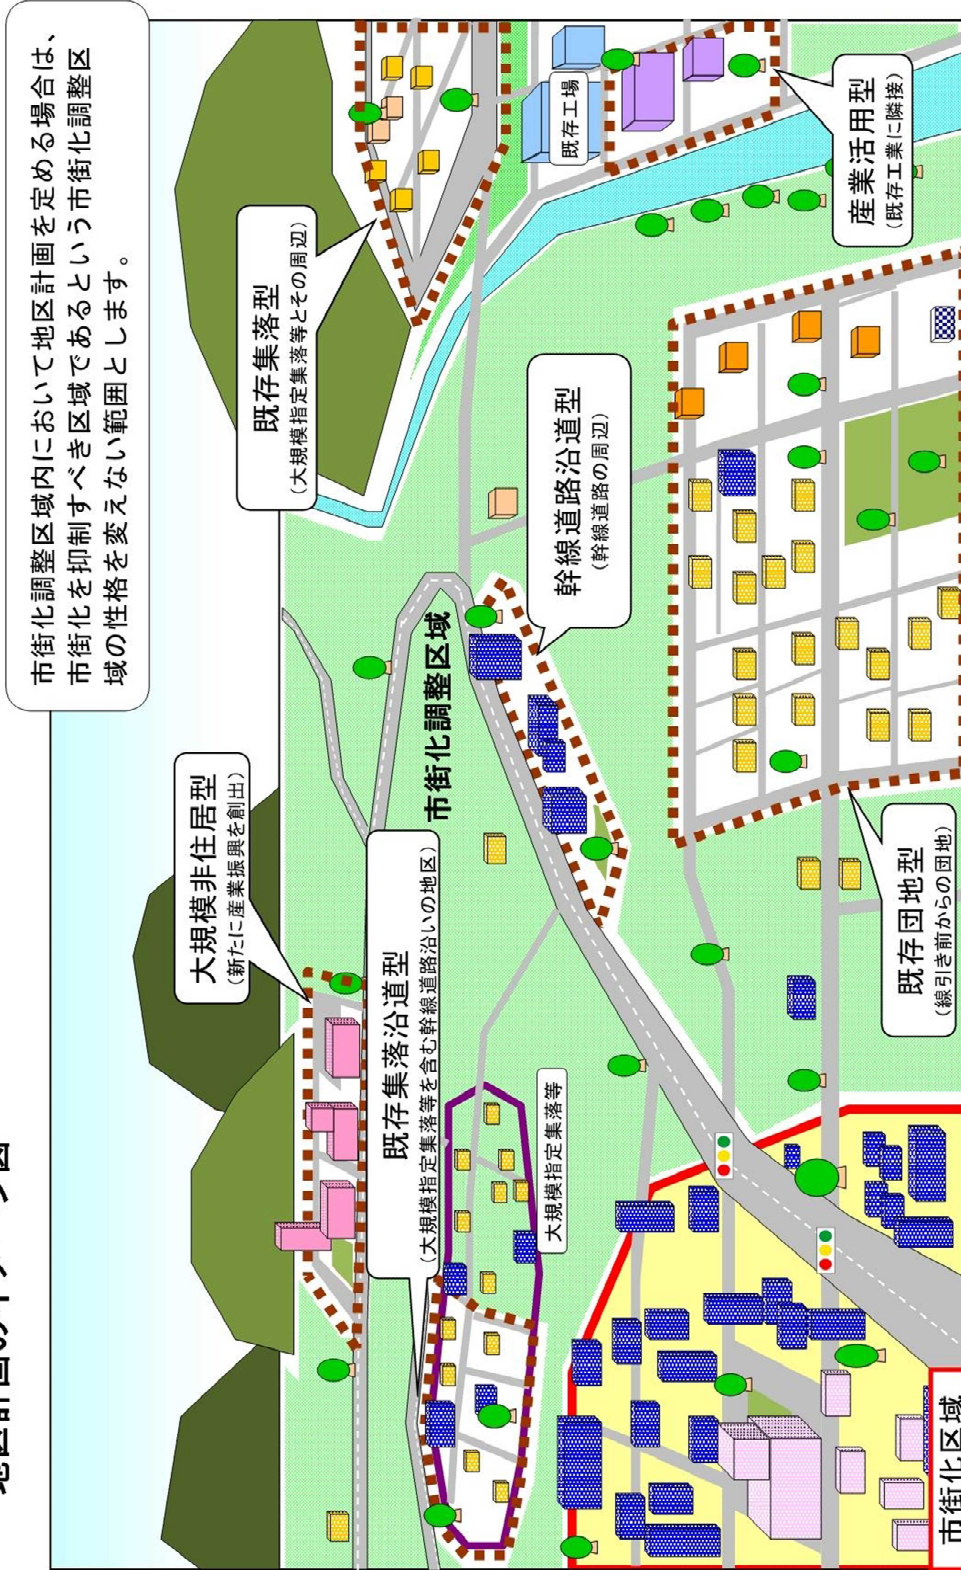 市街化調整区域内において地区計画を定める場合は、
市街化を抑制すべき区域であるという市街化調整区
域の性格を変えない範囲とします。
大規模非住居型
(新たに産業振興を創出)
既存集落型
(大規模指定集落等とその周辺)
既存工場
産業活用型
(既存工業に隣接)
市街化調整区域
幹線道路沿道型
(幹線道路の周辺)
既存集落沿道型
(大規模指定集落等を含む幹線道路沿いの地区)
大規模指定集落等
既存団地型
(線引き前からの団地)
市街化区域